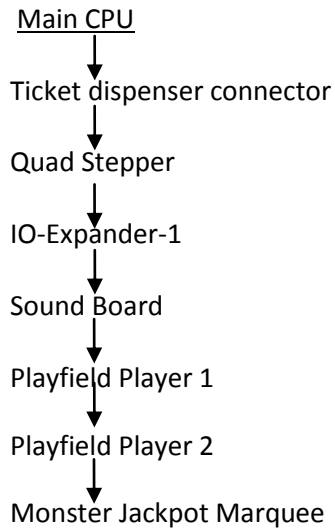 Main CPU
Ticket dispenser connector
Quad Stepper
IO-Expander-1
Sound Board
Playfield Player 1
Playfield Player 2
Monster Jackpot Marquee